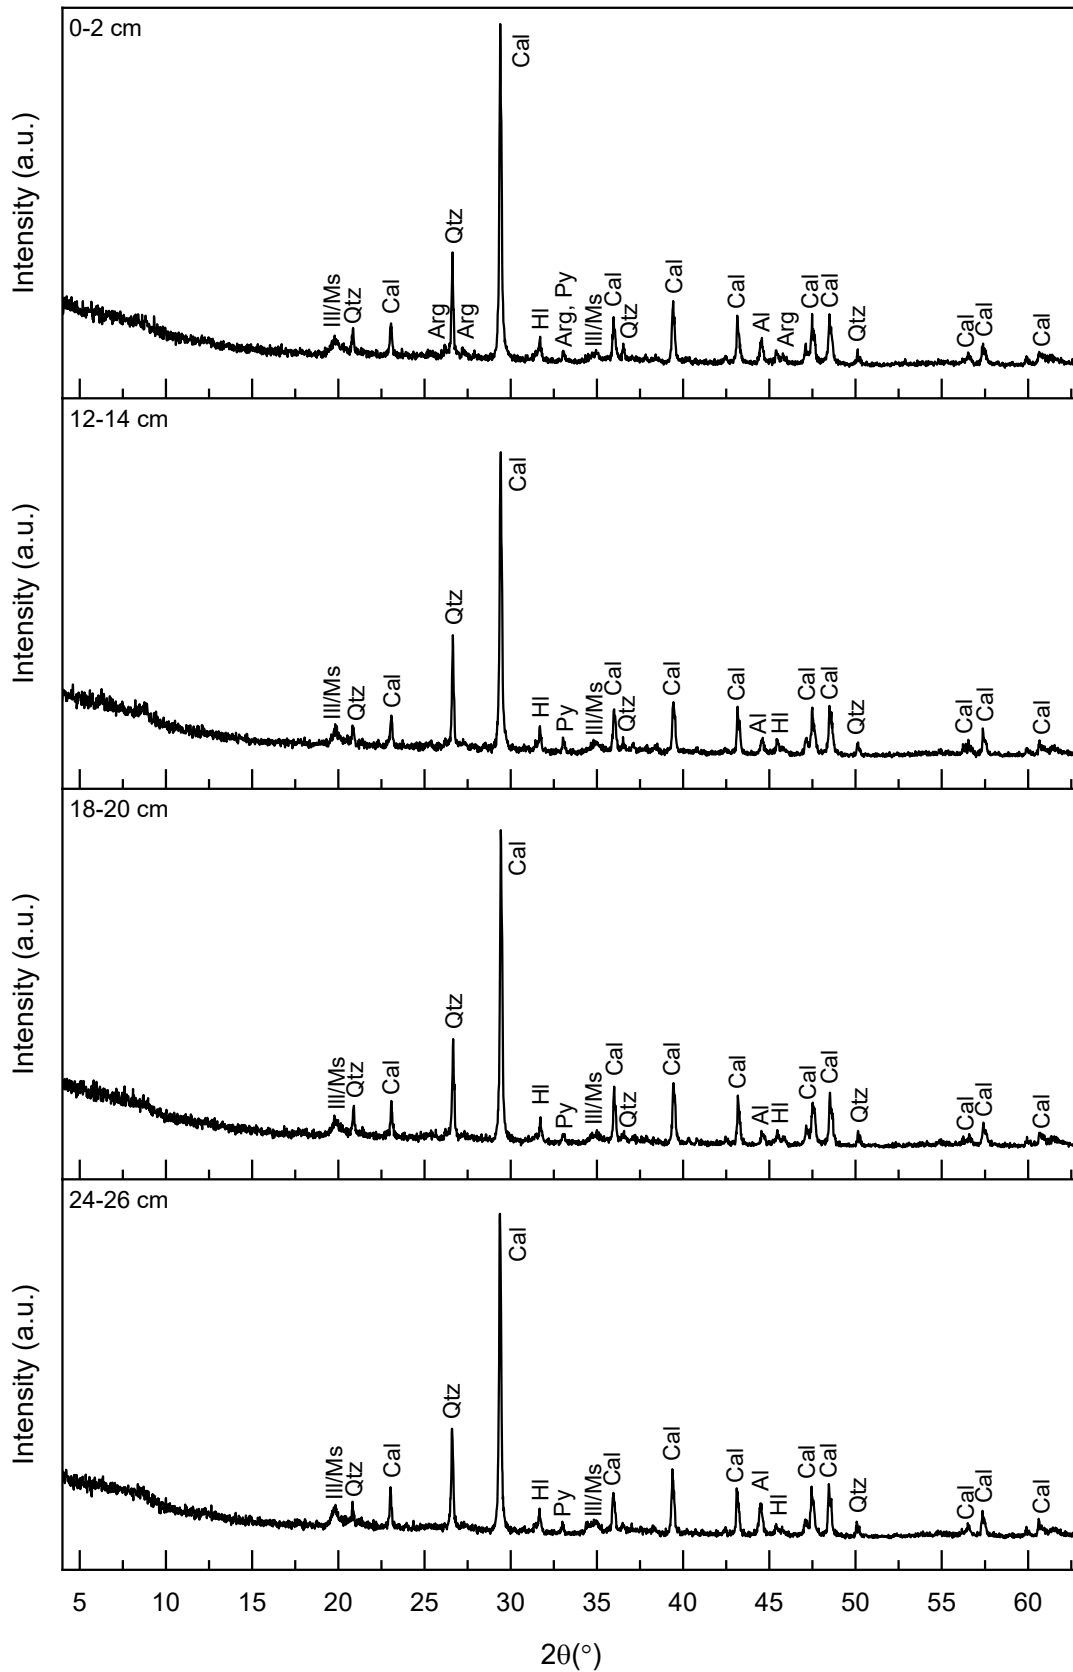 0-2 cm
Intensity (a.u.)
Ill/Ms
Qtz
Cal
Arg
Qtz
Arg
Cal
Hl
Arg, Py
Ill/Ms
Cal
Qtz
Cal
Cal
Al
Arg
Cal
Cal
Qtz
Cal
Cal
Cal
12-14 cm
Intensity (a.u.)
Ill/Ms
Qtz
Cal
Qtz
Cal
Hl
Py
Ill/Ms
Cal
Qtz
Cal
Cal
Al
Hl
Cal
Cal
Qtz
Cal
Cal
Cal
18-20 cm
Intensity (a.u.)
Ill/Ms
Qtz
Cal
Qtz
Cal
Hl
Py
Ill/Ms
Cal
Qtz
Cal
Cal
Al
Hl
Cal
Cal
Qtz
Cal
Cal
Cal
24-26 cm
Intensity (a.u.)
Ill/Ms
Qtz
Cal
Qtz
Cal
Hl
Py
Ill/Ms
Cal
Cal
Cal
Al
Hl
Cal
Cal
Qtz
Cal
Cal
Cal
5 10 15 20 25 30 35 40 45 50 55 60
2θ(°)